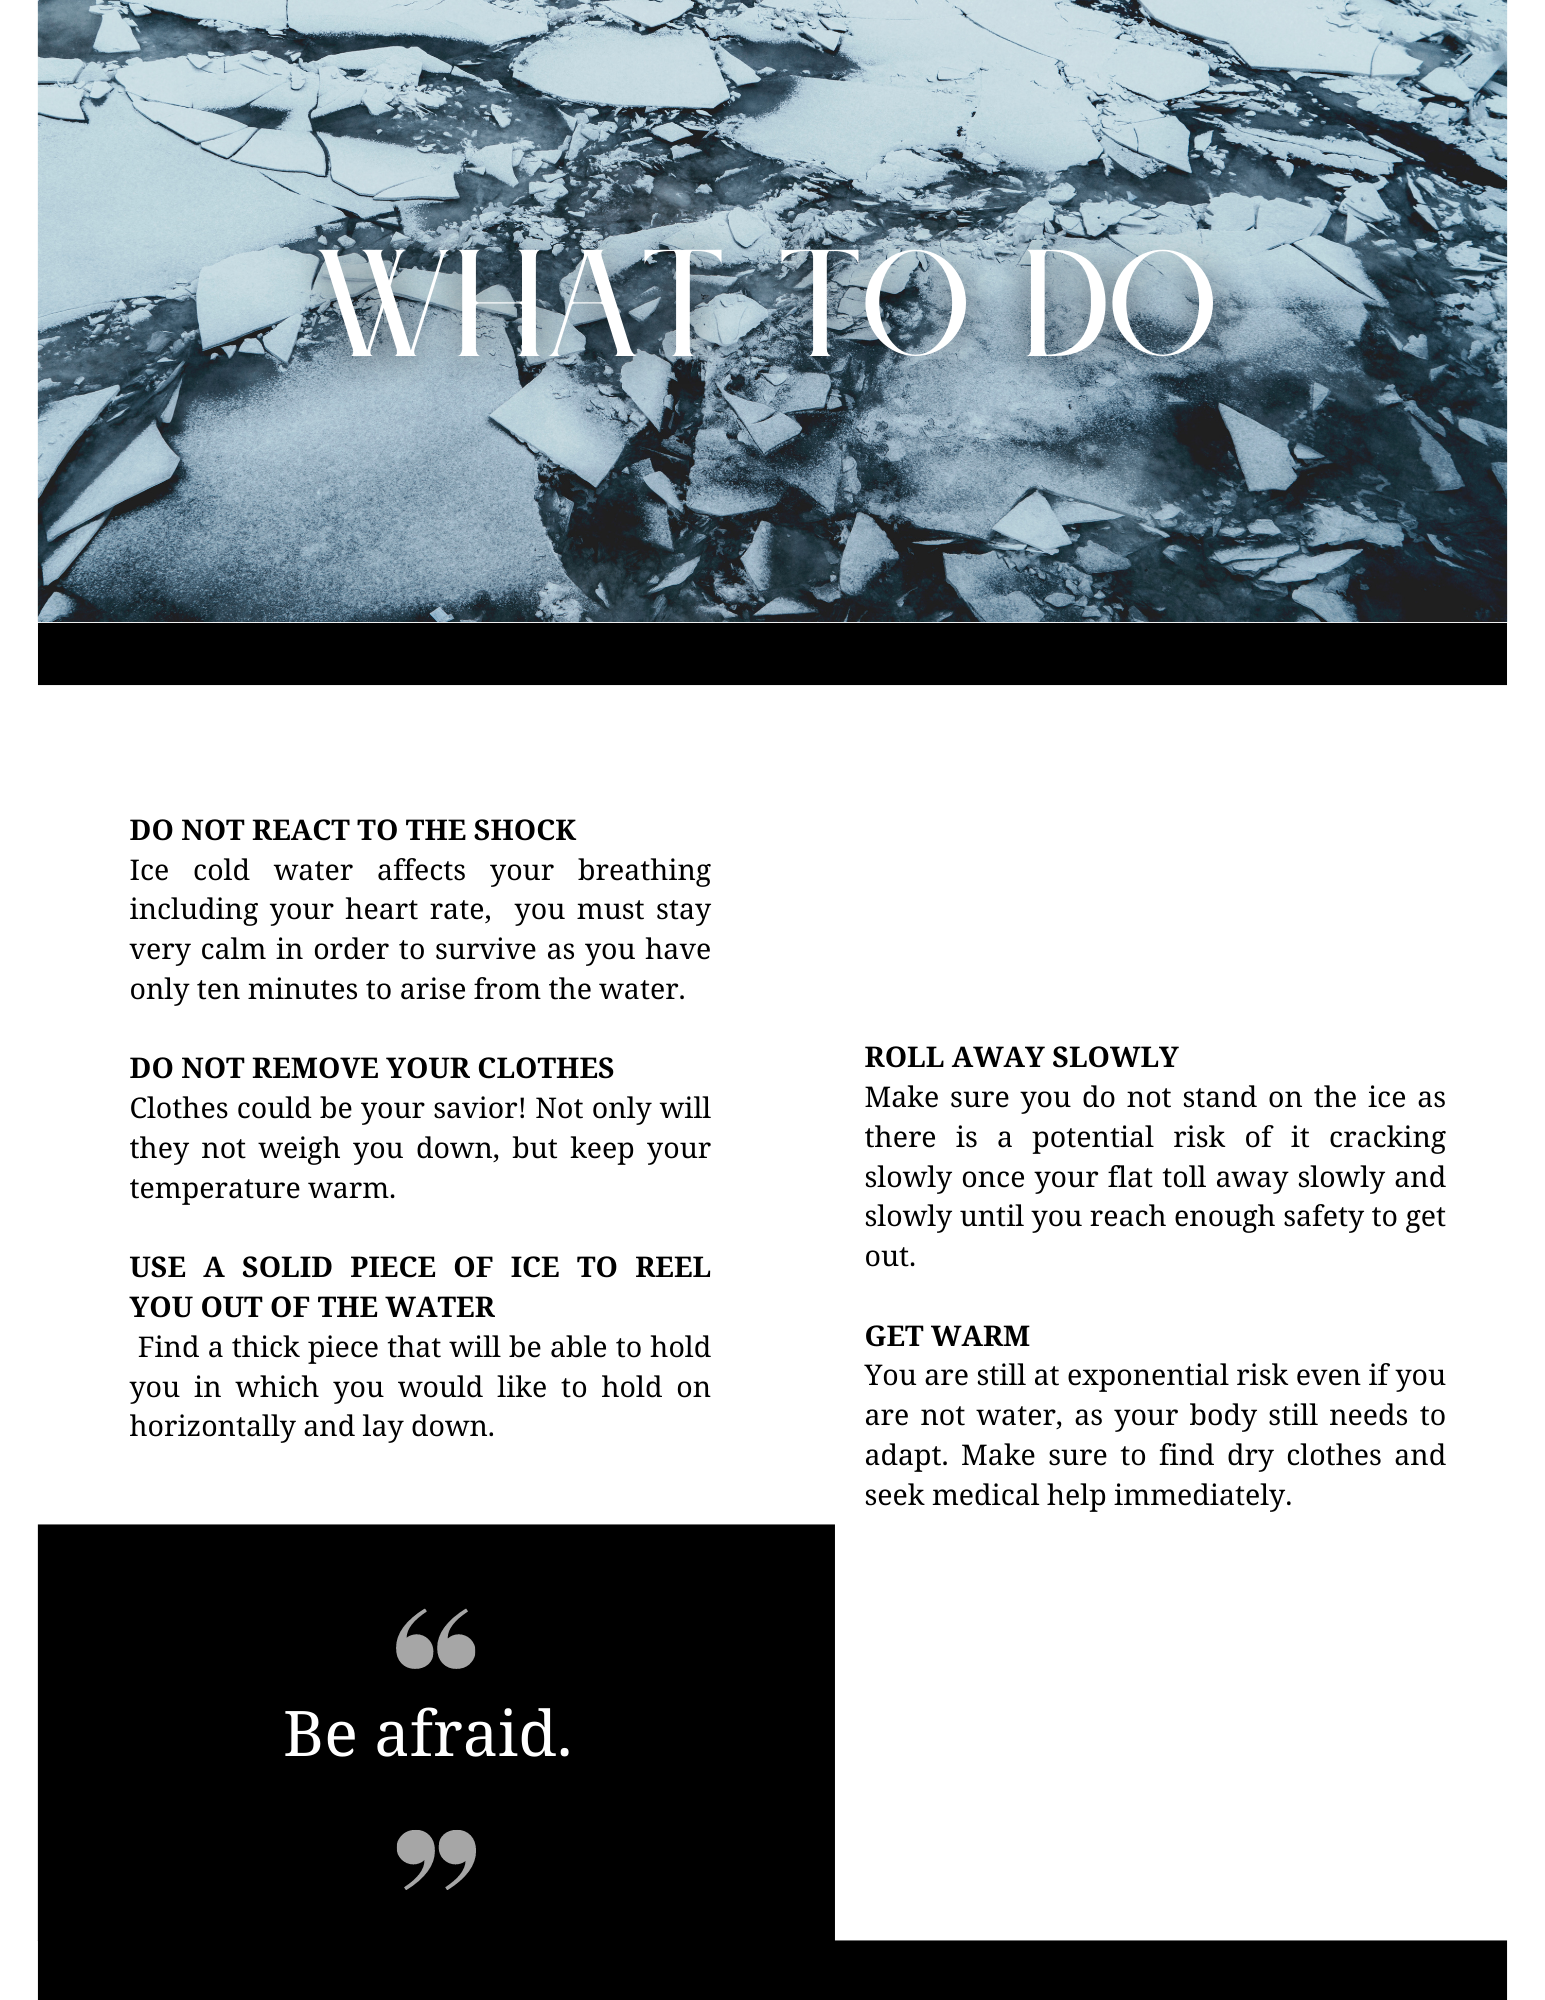 WHAT TO DO
DO NOT REACT TO THE SHOCK
Ice cold water affects your breathing
including your heart rate,  you must stay
very calm in order to survive as you have
only ten minutes to arise from the water.
DO NOT REMOVE YOUR CLOTHES
Clothes could be your savior! Not only will
they not weigh you down, but keep your
temperature warm.
USE A SOLID PIECE OF ICE TO REEL
YOU OUT OF THE WATER
Find a thick piece that will be able to hold
you in which you would like to hold on
horizontally and lay down.
ROLL AWAY SLOWLY
Make sure you do not stand on the ice as
there is a potential risk of it cracking
slowly once your flat toll away slowly and
slowly until you reach enough safety to get
out.
GET WARM
You are still at exponential risk even if you
are not water, as your body still needs to
adapt. Make sure to find dry clothes and
seek medical help immediately.
“
Be afraid.
”